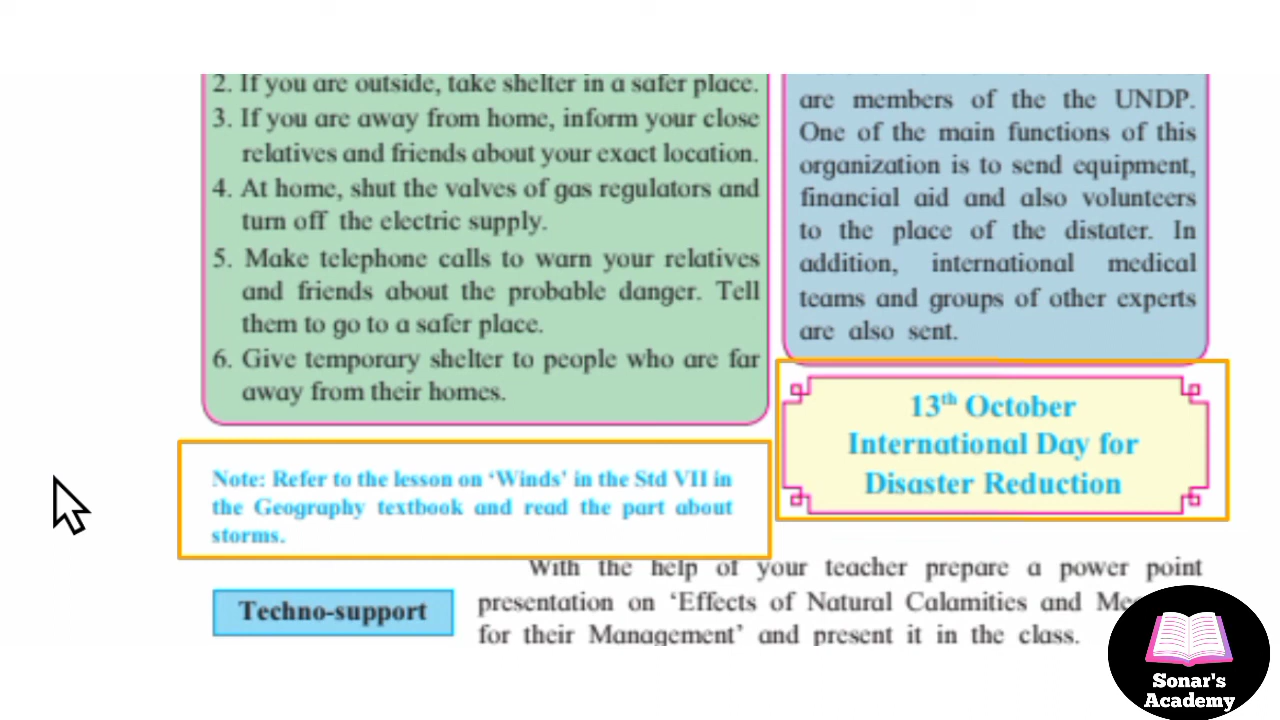 2. If you are outside, take shelter in a safer place.
3. If you are away from home, inform your close
relatives and friends about your exact location.
4. At home, shut the valves of gas regulators and
turn off the electric supply.
5. Make telephone calls to warn your relatives
and friends about the probable danger. Tell
them to go to a safer place.
6. Give temporary shelter to people who are far
away from their homes.
Note: Refer to the lesson on ‘Winds’ in the Std VII in
the Geography textbook and read the part about
storms.
are members of the the UNDP.
One of the main functions of this
organization is to send equipment,
financial aid and also volunteers
to the place of the distater. In
addition, international medical
teams and groups of other experts
are also sent.
13th October
International Day for
Disaster Reduction
Techno-support
With the help of your teacher prepare a power point
presentation on ‘Effects of Natural Calamities and
for their Management’ and present it in the class.
Sonar's
Academy